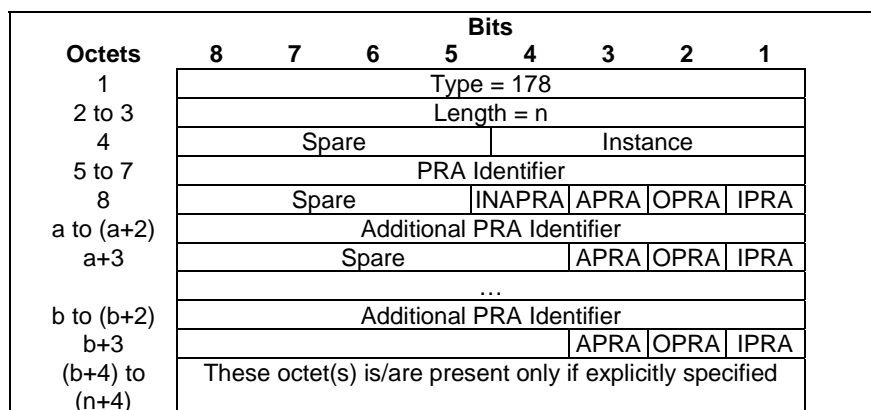 Bits
Octets 8 7 6 5 4 3 2 1
1 Type = 178
2 to 3 Length = n
4 Spare Instance
5 to 7 PRA Identifier
8 Spare INAPRA APRA OPRA IPRA
a to (a+2) Additional PRA Identifier
a+3 Spare APRA OPRA IPRA
…
b to (b+2) Additional PRA Identifier
b+3 APRA OPRA IPRA
(b+4) to These octet(s) is/are present only if explicitly specified
(n+4)